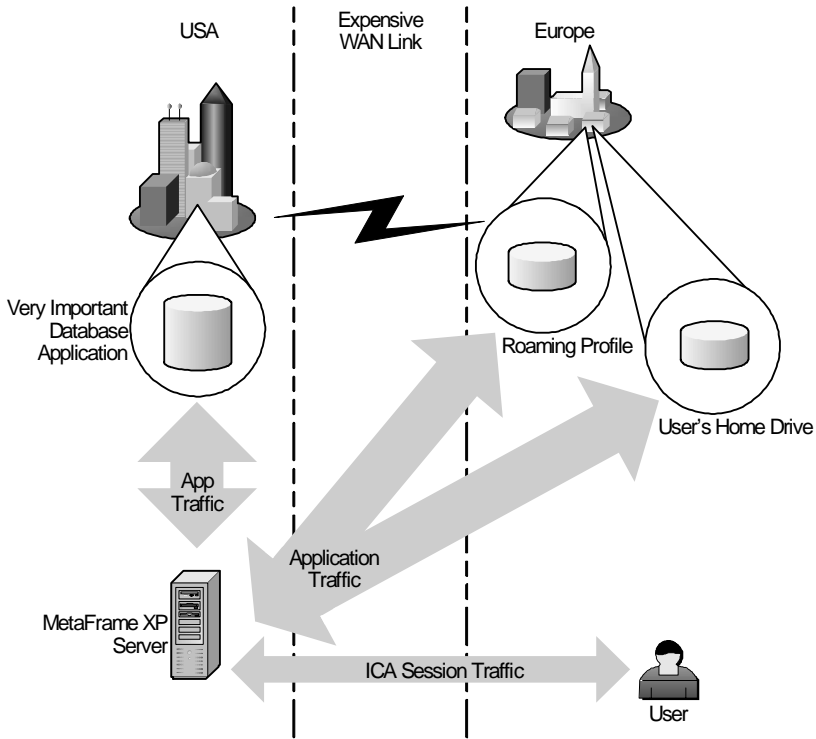 USA
Expensive
WAN Link
Europe
Very Important
Database
Application
Roaming Profile
User's Home Drive
App
Traffic
Application
Traffic
MetaFrame XP
Server
ICA Session Traffic
User